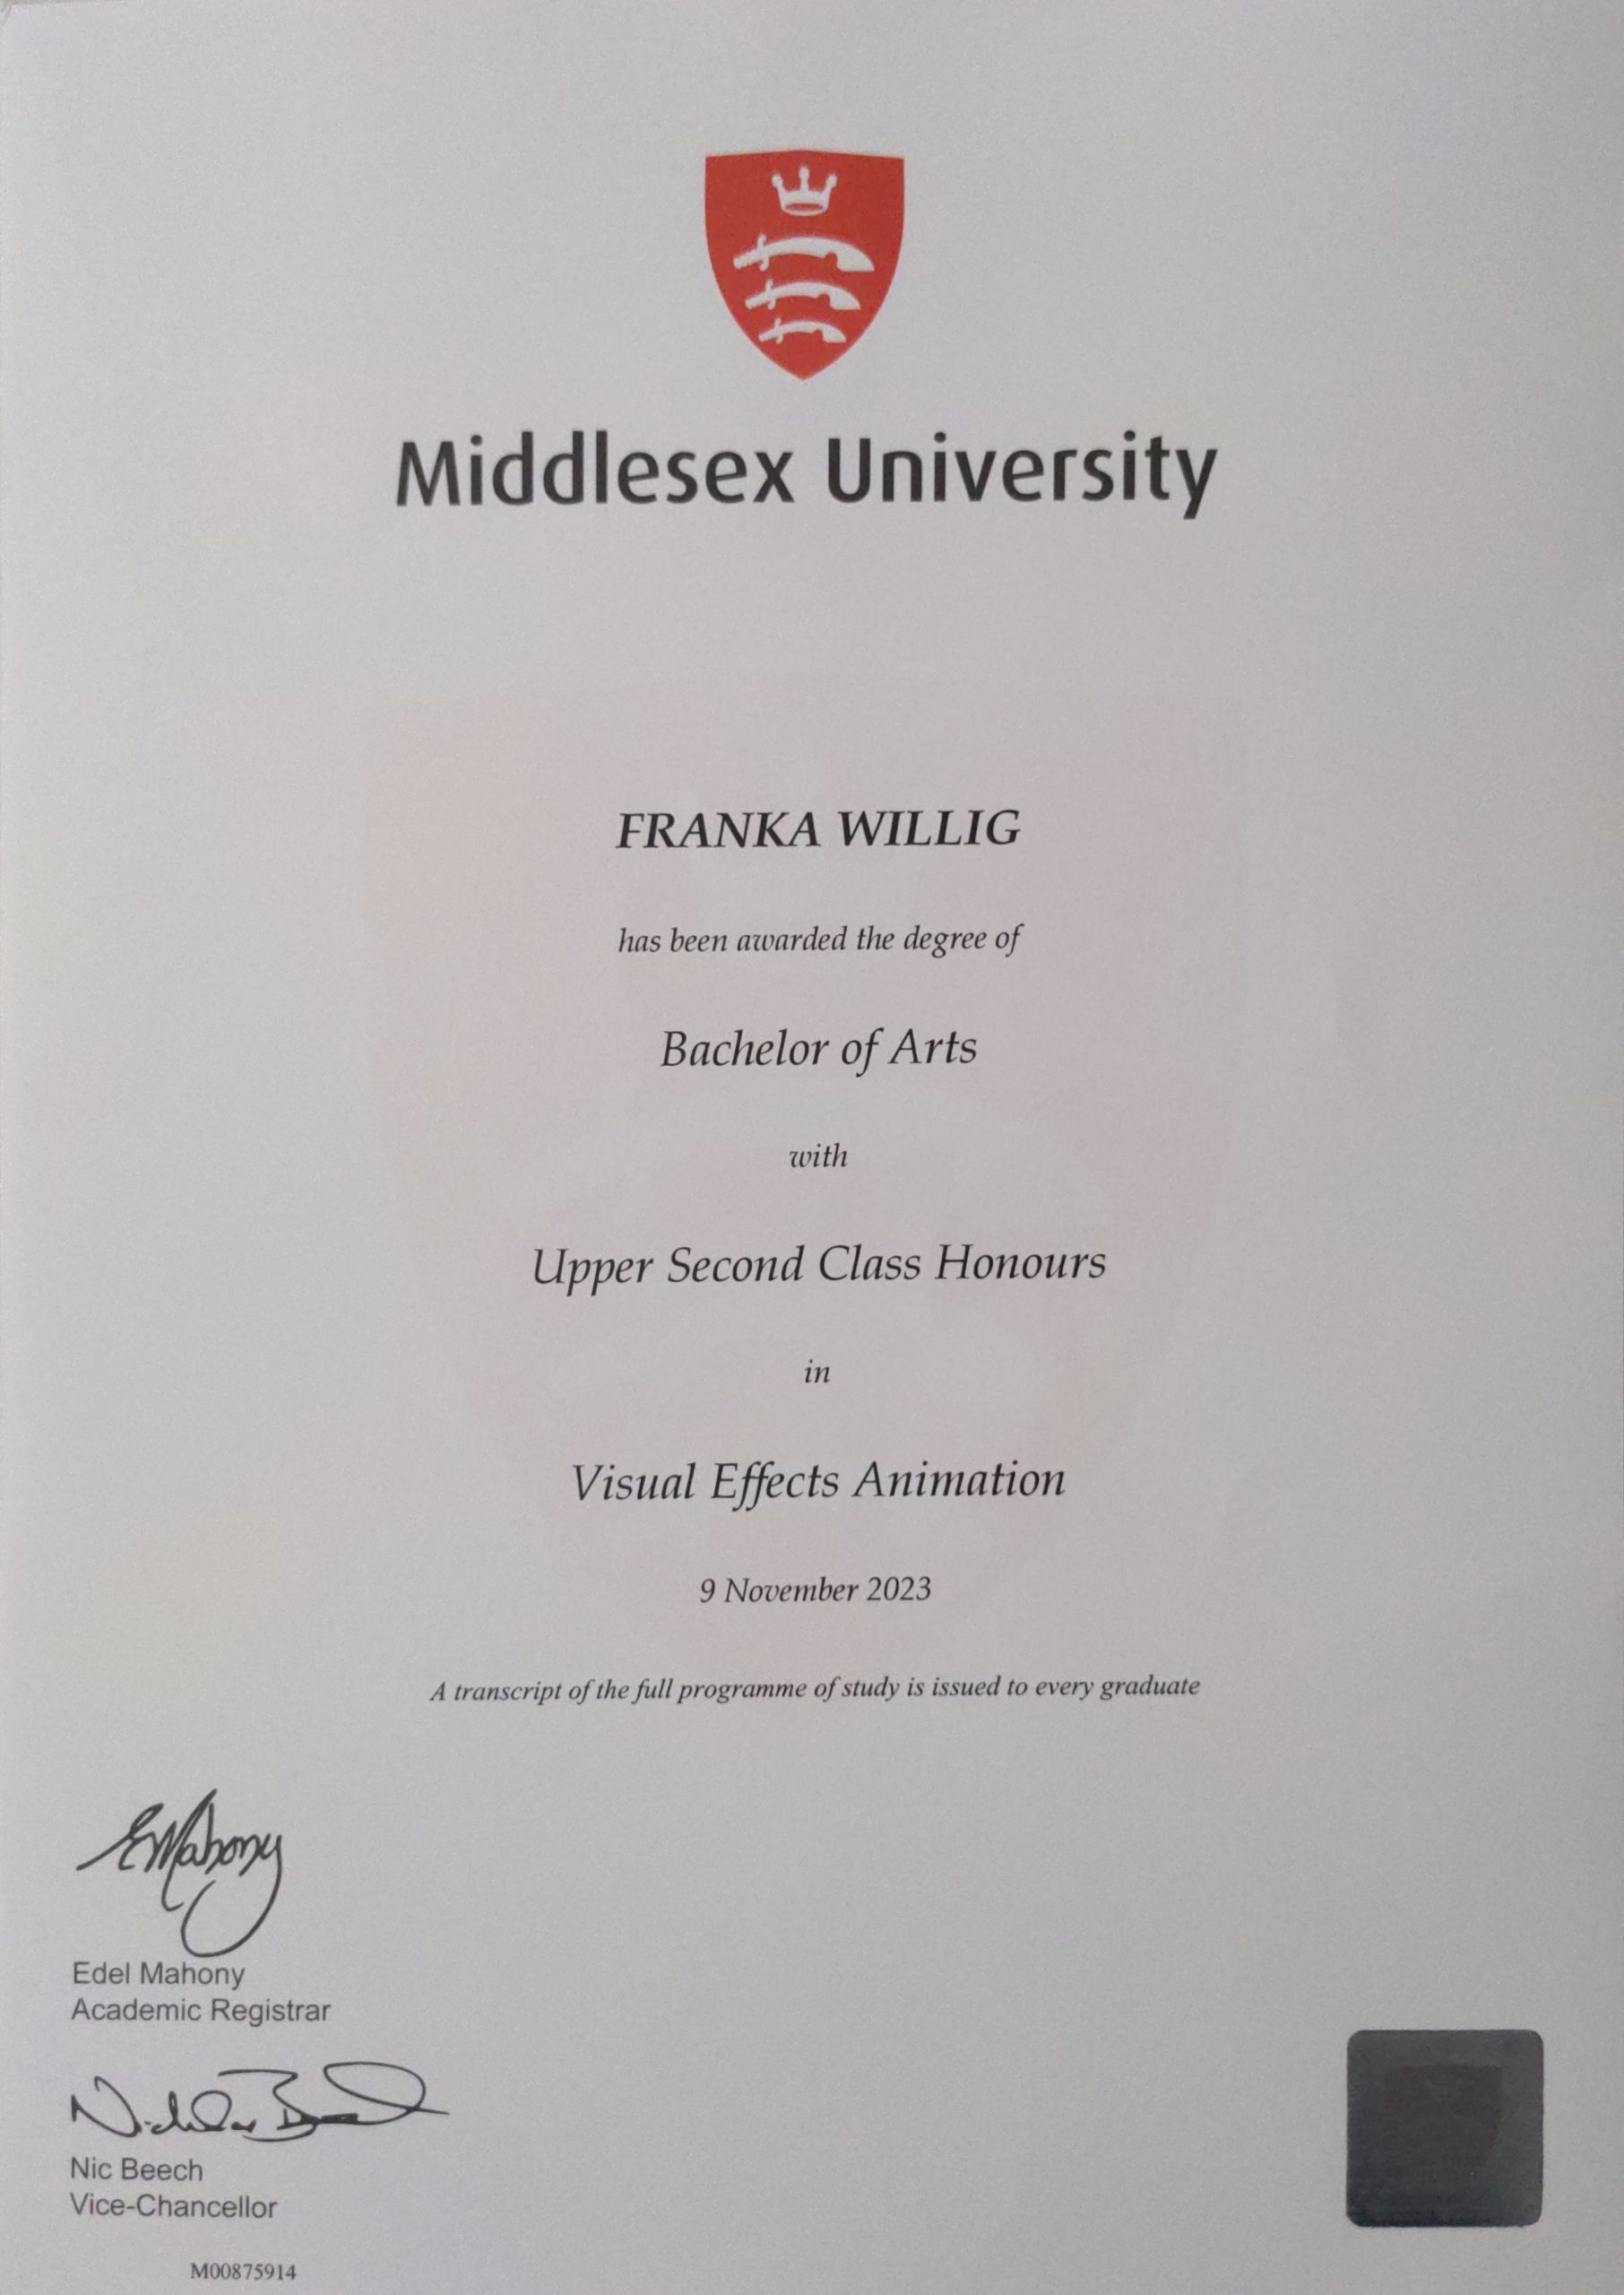 Middlesex University
FRANKA WILLIG
has been awarded the degree of
Bachelor of Arts
with
Upper Second Class Honours
in
Visual Effects Animation
9 November 2023
A transcript of the full programme of study is issued to every graduate
EMahony
Edel Mahony
Academic Registrar
Nic Beech
Vice-Chancellor
M00875914